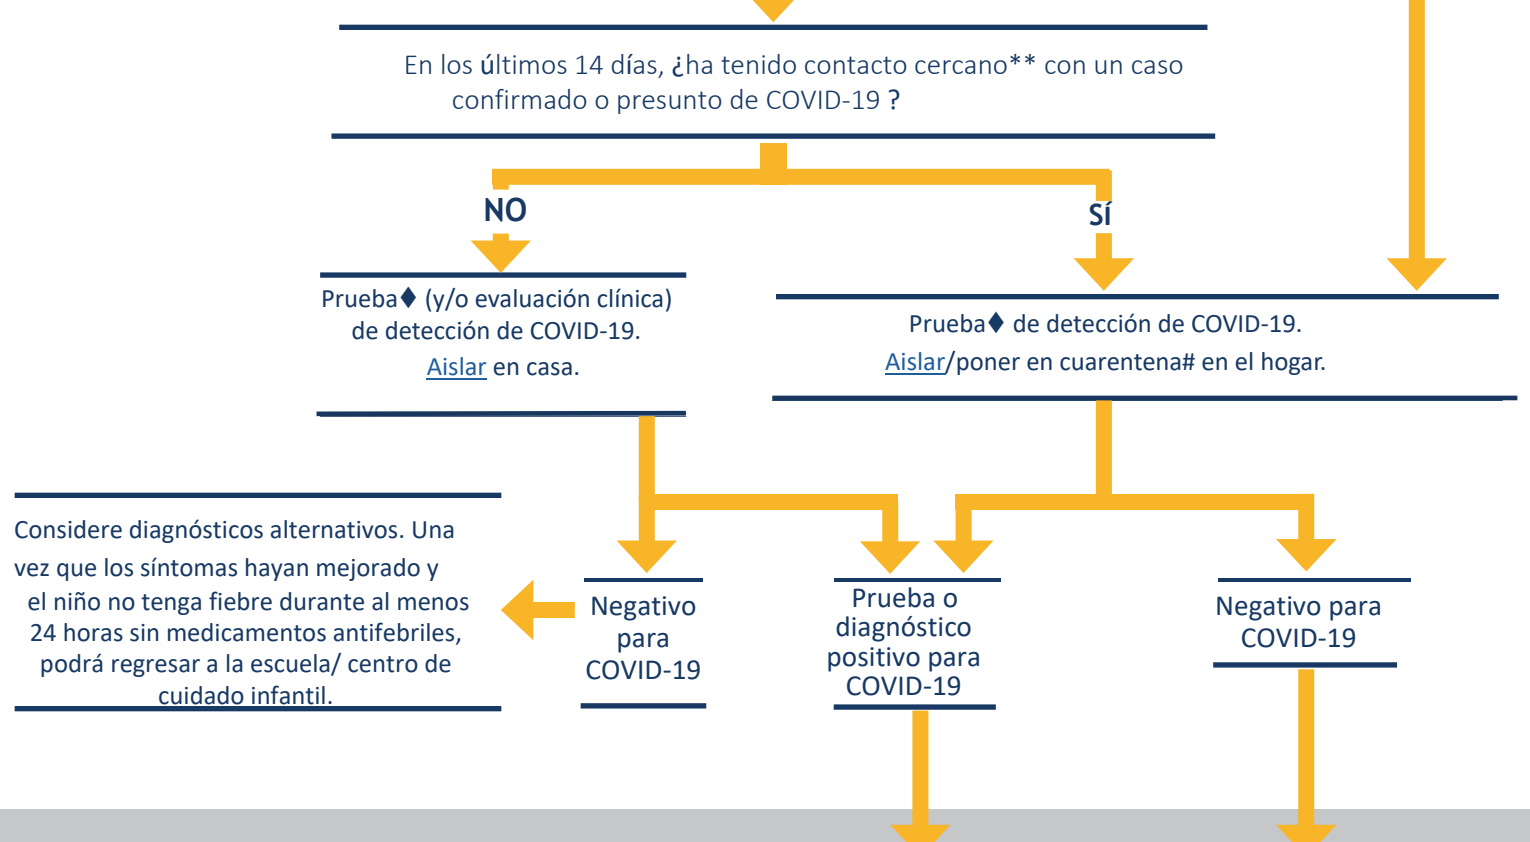 En los últimos 14 días, ¿ha tenido contacto cercano** con un caso
confirmado o presunto de COVID-19 ?
NO
SÍ
Prueba♦ (y/o evaluación clínica)
de detección de COVID-19.
Aislar en casa.
Prueba♦ de detección de COVID-19.
Aislar/poner en cuarentena# en el hogar.
Considere diagnósticos alternativos. Una
vez que los síntomas hayan mejorado y
el niño no tenga fiebre durante al menos
24 horas sin medicamentos antifebriles,
podrá regresar a la escuela/ centro de
cuidado infantil.
Negativo
para
COVID-19
Prueba o
diagnóstico
positivo para
COVID-19
Negativo para
COVID-19